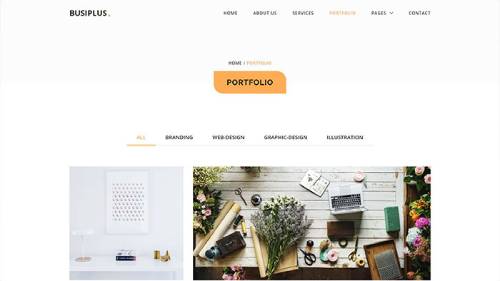 BUSIPLUS. HOME ABOUT US SERVICES PORTFOLIO PAGES CONTACT
HOME / PORTFOLIO
PORTFOLIO
ALL BRANDING WEB-DESIGN GRAPHIC-DESIGN ILLUSTRATION